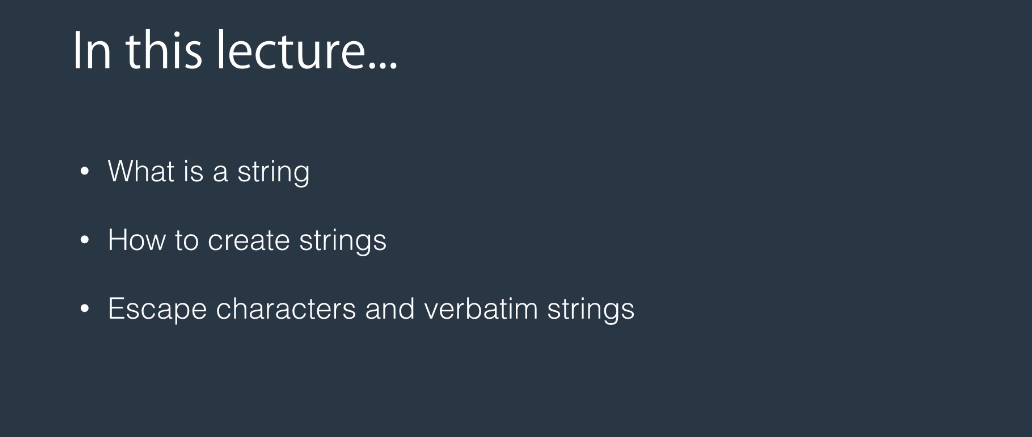 In this lecture...
• What is a string
• How to create strings
• Escape characters and verbatim strings